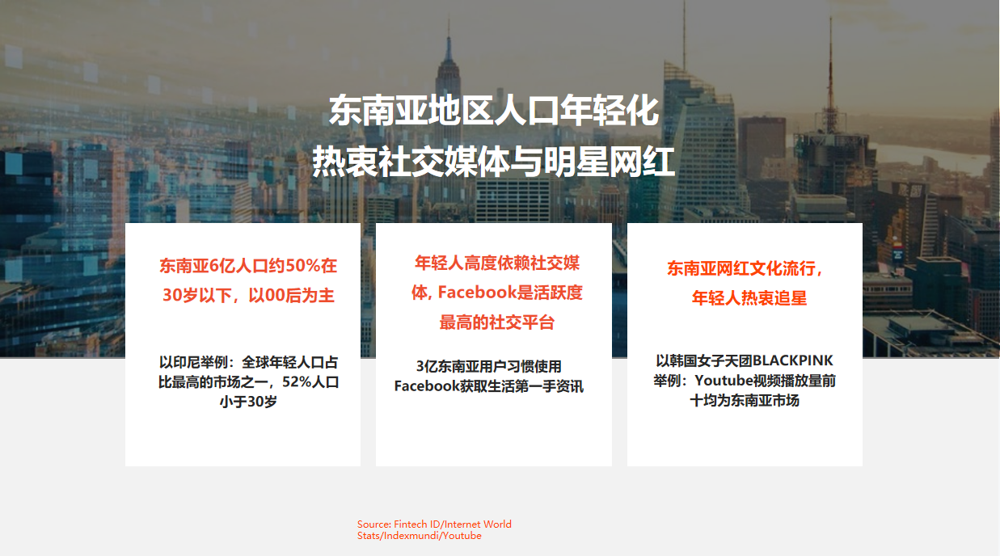 东南亚地区人口年轻化
热衷社交媒体与明星网红
东南亚6亿人口约50%在
30岁以下，以00后为主
以印尼举例：全球年轻人口占
比最高的市场之一，52%人口
小于30岁
年轻人高度依赖社交媒
体, Facebook是活跃度
最高的社交平台
3亿东南亚用户习惯使用
Facebook获取生活第一手资讯
东南亚网红文化流行，
年轻人热衷追星
以韩国女子天团BLACKPINK
举例：Youtube视频播放量前
十均为东南亚市场
Source: Fintech ID/Internet World
Stats/Indexmundi/Youtube